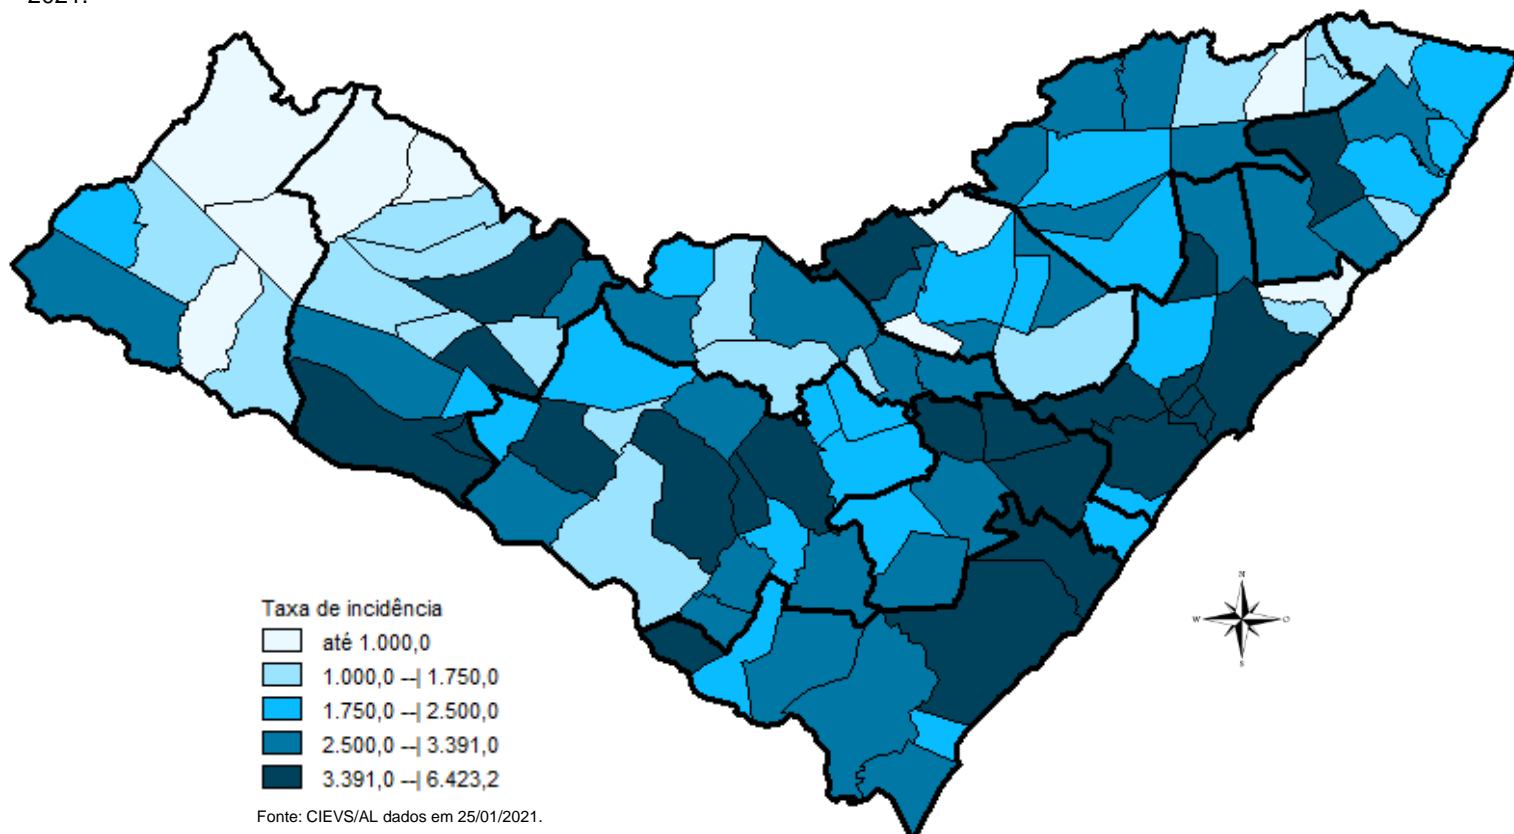 2021.
Taxa de incidência
até 1.000,0
1.000,0 --| 1.750,0
1.750,0 --| 2.500,0
2.500,0 --| 3.391,0
3.391,0 --| 6.423,2
Fonte: CIEVS/AL dados em 25/01/2021.
N
W O
S